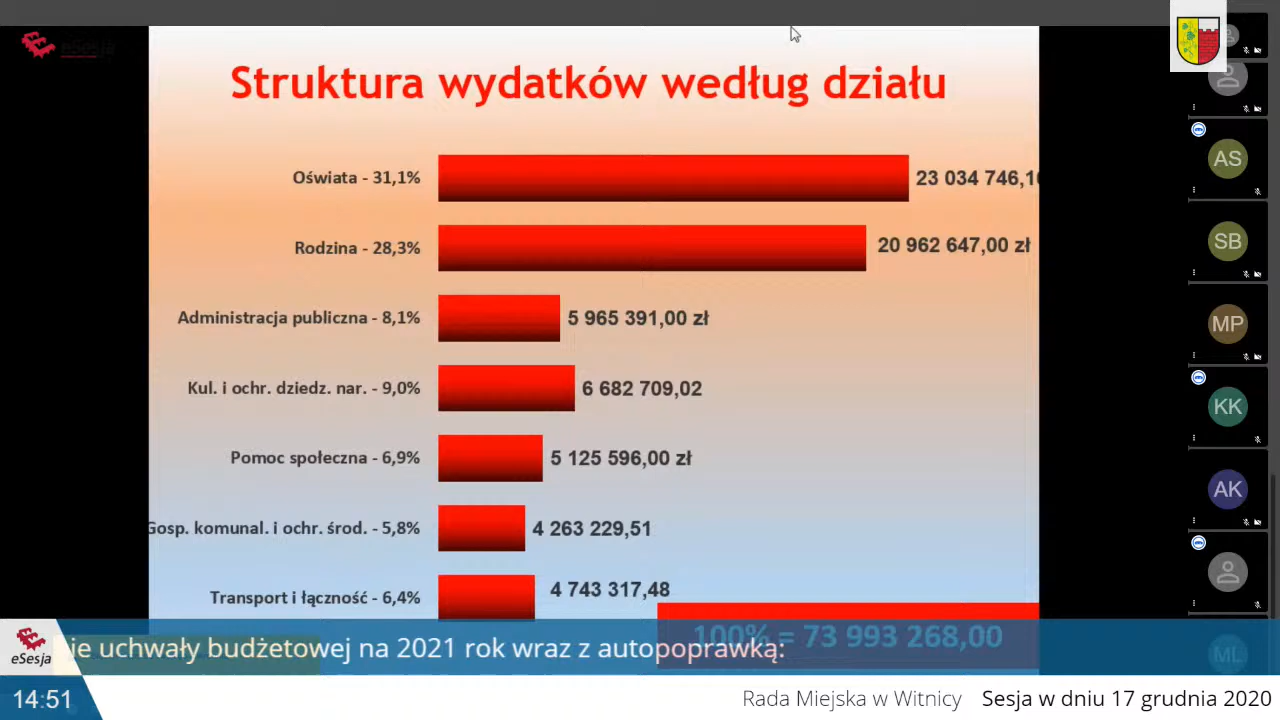 eSesja
Struktura wydatków według działu
Oświata - 31,1%
23 034 746,1
Rodzina - 28,3%
20 962 647,00 zł
Administracja publiczna - 8,1%
5 965 391,00 zł
Kul. i ochr. dziedz. nar. - 9,0%
6 682 709,02
Pomoc społeczna - 6,9%
5 125 596,00 zł
Gosp. komunal. i ochr. środ. - 5,8%
4 263 229,51
Transport i łączność - 6,4%
4 743 317,48
100% = 73 993 268,00
AS
SB
MP
KK
AK
ML
eSesja
ie uchwały budżetowej na 2021 rok wraz z autopoprawką:
14:51
Rada Miejska w Witnicy Sesja w dniu 17 grudnia 2020